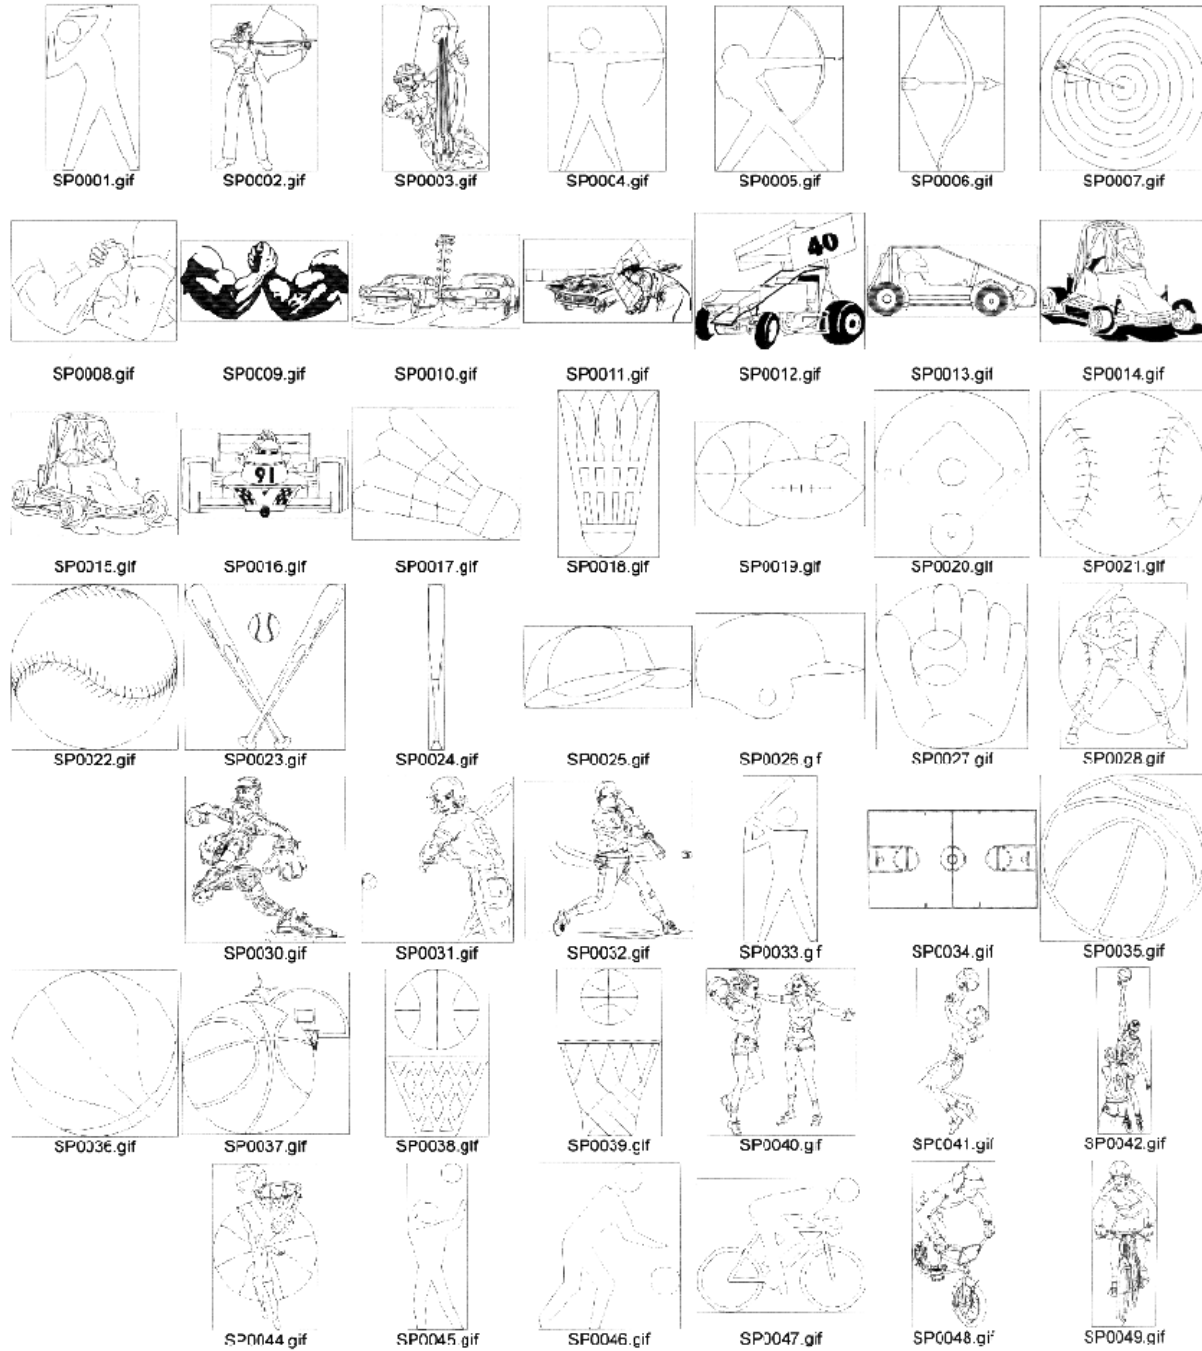 SP0001.gif SP0002.gif SP0003.gif SP0004.gif SP0005.gif SP0006.gif SP0007.gif
40
SP0008.gif SP0009.gif SP0010.gif SP0011.gif SP0012.gif SP0013.gif SP0014.gif
91
SP0015.gif SP0016.gif SP0017.gif SP0018.gif SP0019.gif SP0020.gif SP0021.gif
SP0022.gif SP0023.gif SP0024.gif SP0025.gif SP0026.gif SP0027.gif SP0028.gif
SP0030.gif SP0031.gif SP0032.gif SP0033.gif SP0034.gif SP0035.gif
SP0036.gif SP0037.gif SP0038.gif SP0039.gif SP0040.gif SP0041.gif SP0042.gif
SP0044.gif SP0045.gif SP0046.gif SP0047.gif SP0048.gif SP0049.gif